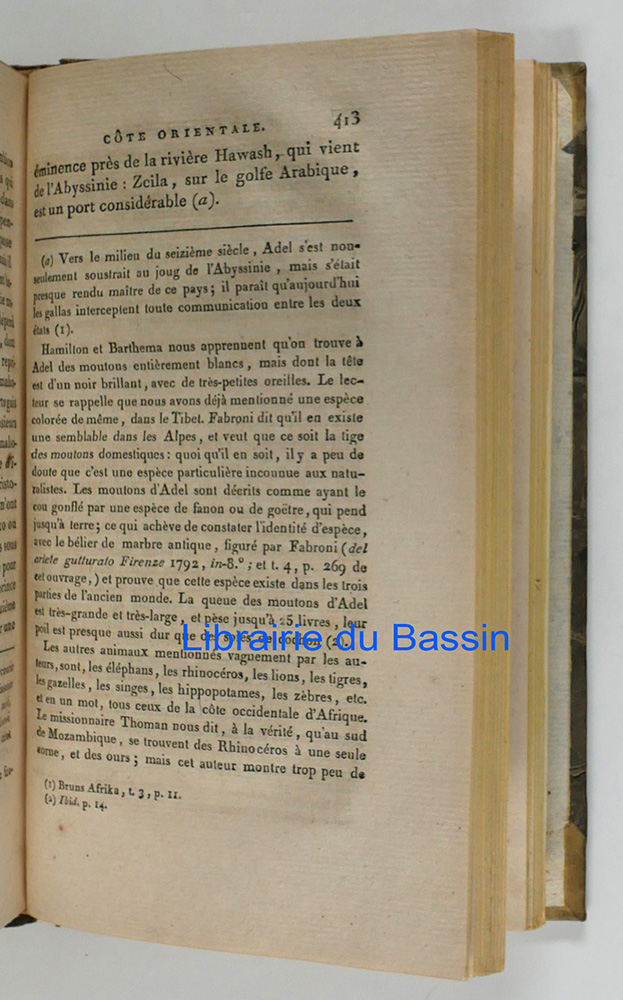 CÔTE ORIENTALE. 413
éminence près de la rivière Hawash, qui vient
de l'Abyssinie : Zeila, sur le golfe Arabique,
est un port considérable (a).
(a) Vers le milieu du seizième siècle, Adel s'est non-
seulement soustrait au joug de l'Abyssinie, mais s'était
presque rendu maître de ce pays; il paraît qu'aujourd'hui
les gallas interceptent toute communication entre les deux
états (1).
Hamilton et Barthema nous apprennent qu'on trouve à
Adel des moutons entièrement blancs, mais dont la tête
est d'un noir brillant, avec de très-petites oreilles. Le lec-
teur se rappelle que nous avons déjà mentionné une espèce
colorée de même, dans le Tibet. Fabroni dit qu'il en existe
une semblable dans les Alpes, et veut que ce soit la tige
des moutons domestiques : quoi qu'il en soit, il y a peu de
doute que c'est une espèce particulière inconnue aux natu-
ralistes. Les moutons d'Adel sont décrits comme ayant le
cou gonflé par une espèce de fanon ou de goëtre, qui pend
jusqu'à terre; ce qui achève de constater l'identité d'espèce,
avec le bélier de marbre antique, figuré par Fabroni (del
ariete gutturato Firenze 1792, in-8.°; et t. 4, p. 269 de
cet ouvrage,) et prouve que cette espèce existe dans les trois
parties de l'ancien monde. La queue des moutons d'Adel
est très-grande et très-large, et pèse jusqu'à 25 livres, leur
poil est presque aussi dur que des soies de cochon (2).
Librairie du Bassin
Les autres animaux mentionnés vaguement par les au-
teurs, sont, les éléphans, les rhinocéros, les lions, les tigres,
les gazelles, les singes, les hippopotames, les zèbres, etc.
et en un mot, tous ceux de la côte occidentale d'Afrique.
Le missionnaire Thoman nous dit, à la vérité, qu'au sud
de Mozambique, se trouvent des Rhinocéros à une seule
corne, et des ours; mais cet auteur montre trop peu de
(1) Bruns Afrika, t. 3, p. 11.
(2) Ibid. p. 14.